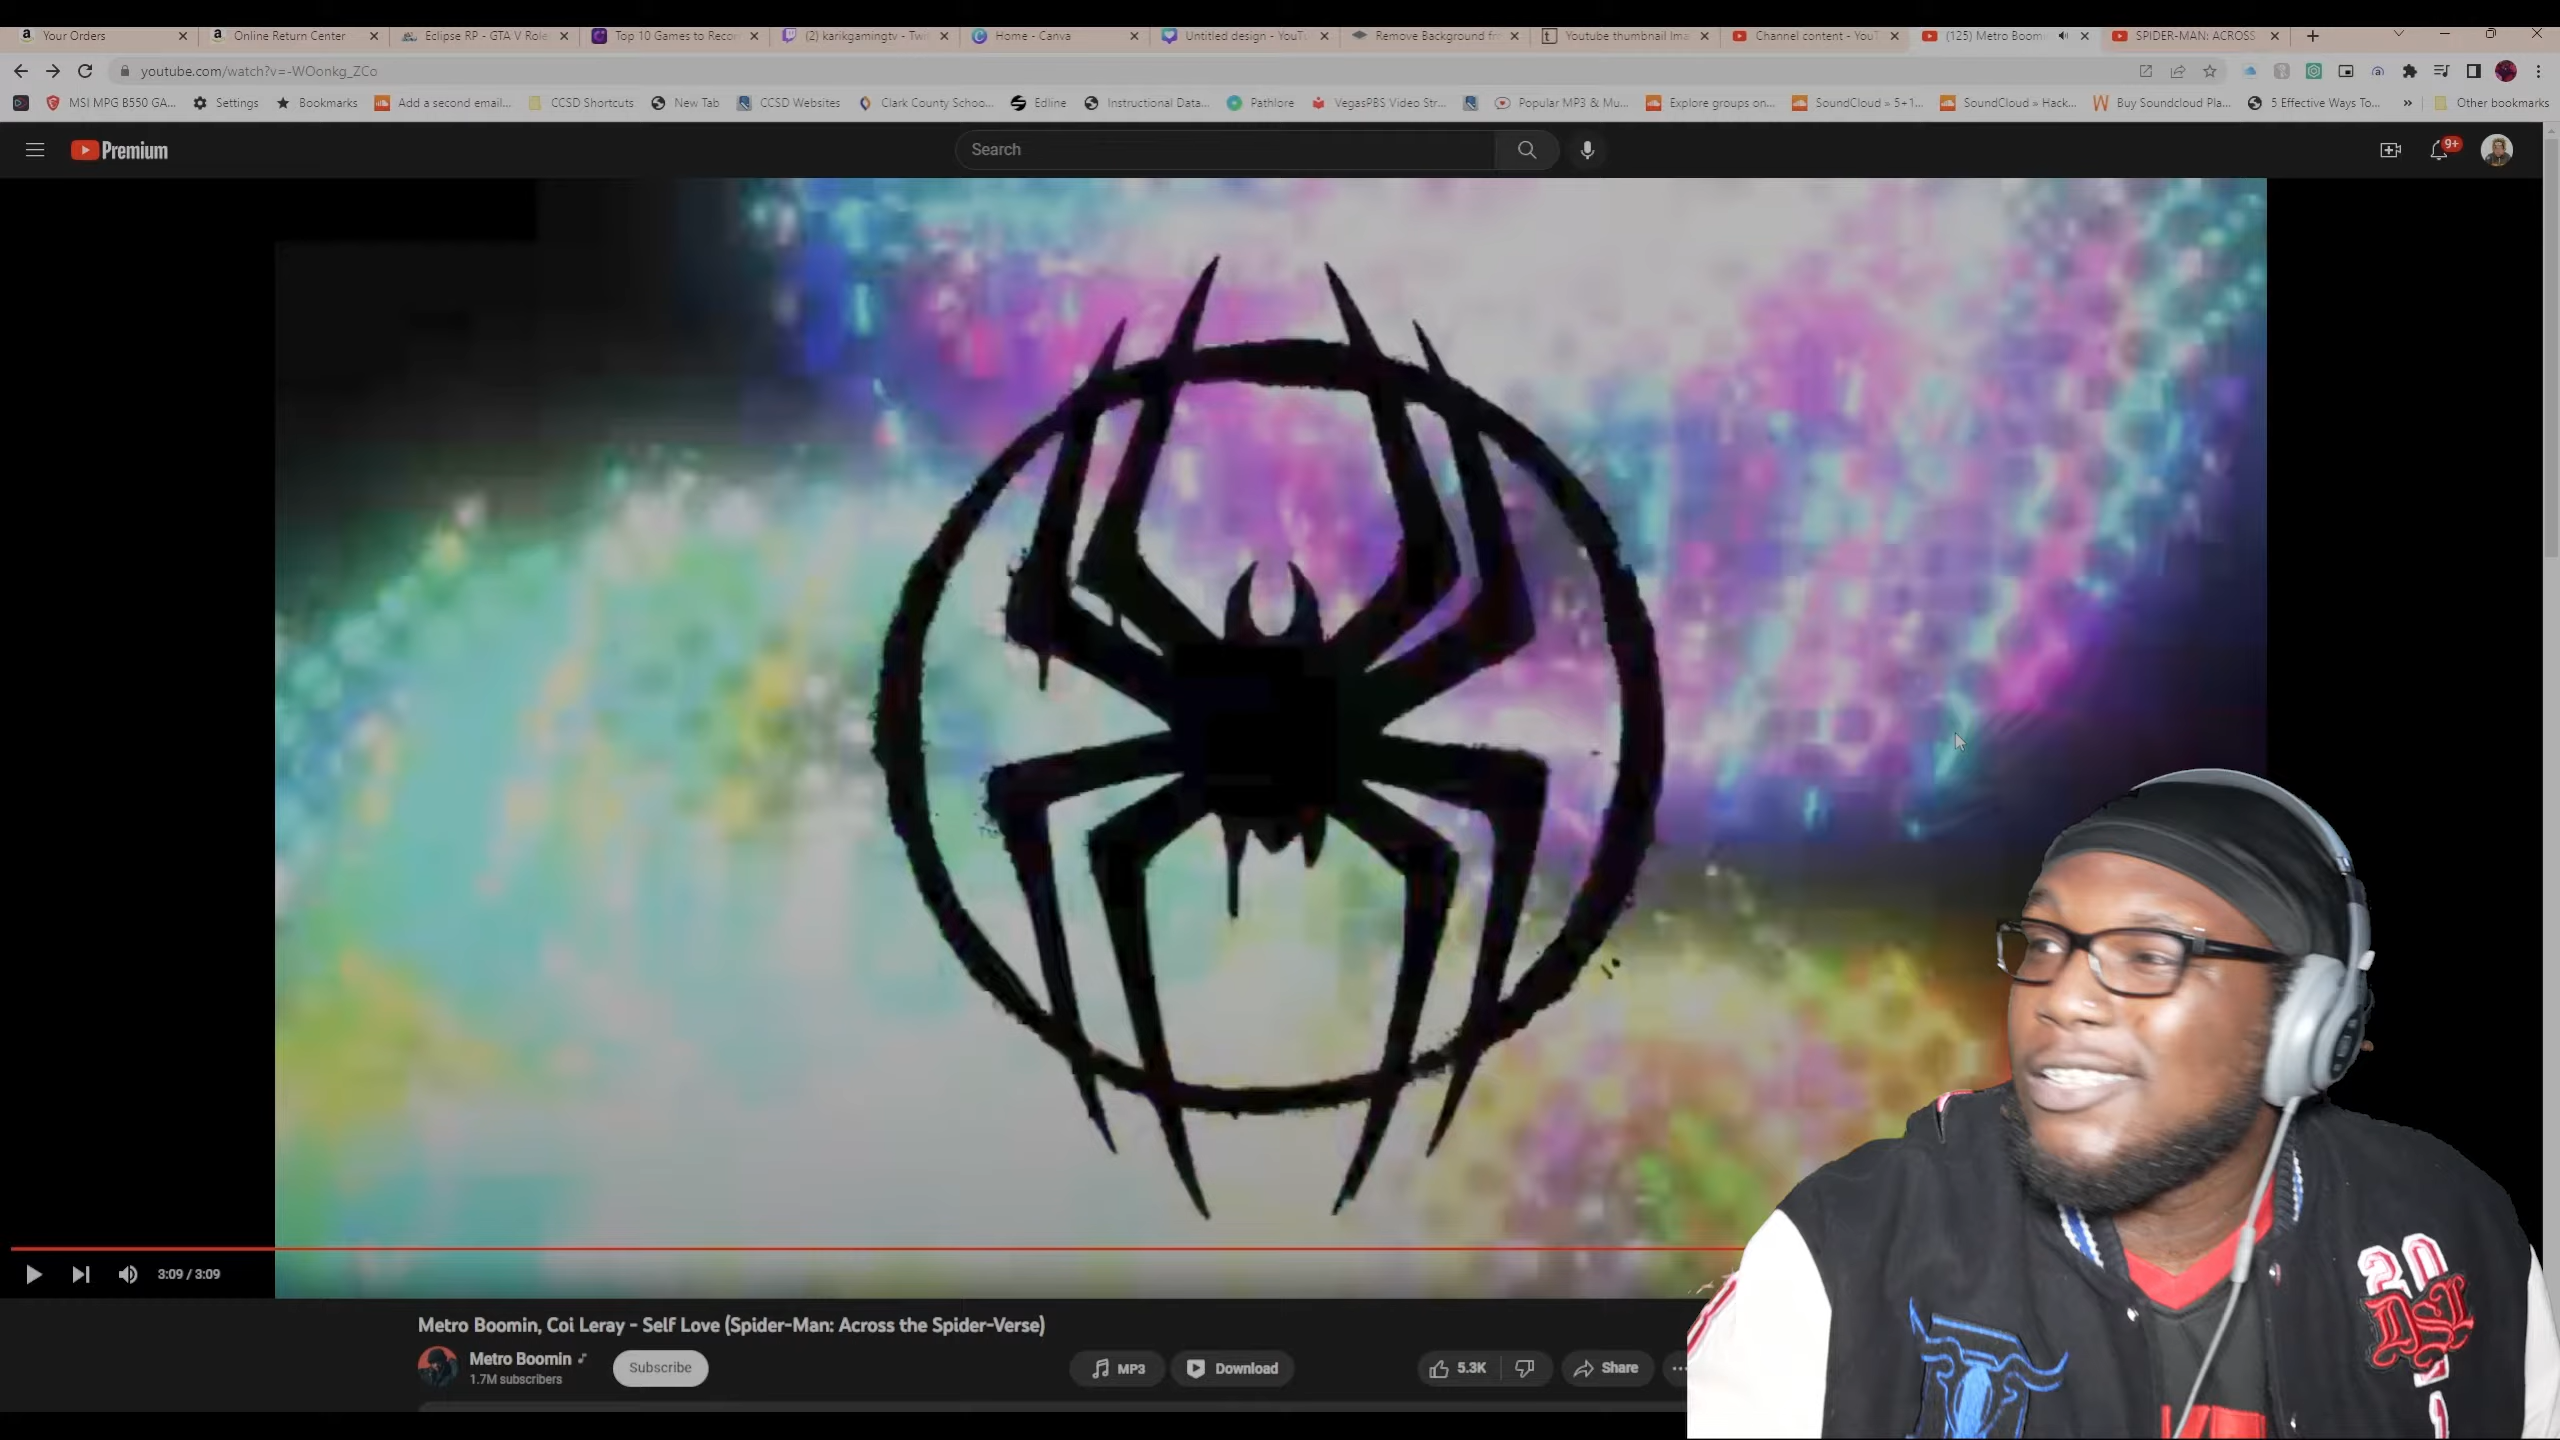 Your Orders
Online Return Center
Eclipse RP - GTA V Role
Top 10 Games to Recor
(2) karikgamingtv - Twi
Home - Canva
Untitled design - YouTu
Remove Background fr
Youtube thumbnail ima
Channel content - YouT
(125) Metro Boom
SPIDER-MAN: ACROSS
youtube.com/watch?v=-WOonkg_ZCo
MSI MPG B550 GA...
Settings
Bookmarks
Add a second email...
CCSD Shortcuts
New Tab
CCSD Websites
Clark County Schoo...
Edline
Instructional Data...
Pathlore
VegasPBS Video Str...
Popular MP3 & Mu...
Explore groups on...
SoundCloud » 5+1...
SoundCloud » Hack...
Buy Soundcloud Pla...
5 Effective Ways To...
»
Other bookmarks
Premium
Search
9+
3:09 / 3:09
Metro Boomin, Coi Leray - Self Love (Spider-Man: Across the Spider-Verse)
Metro Boomin
1.7M subscribers
Subscribe
MP3
Download
5.3K
Share
20